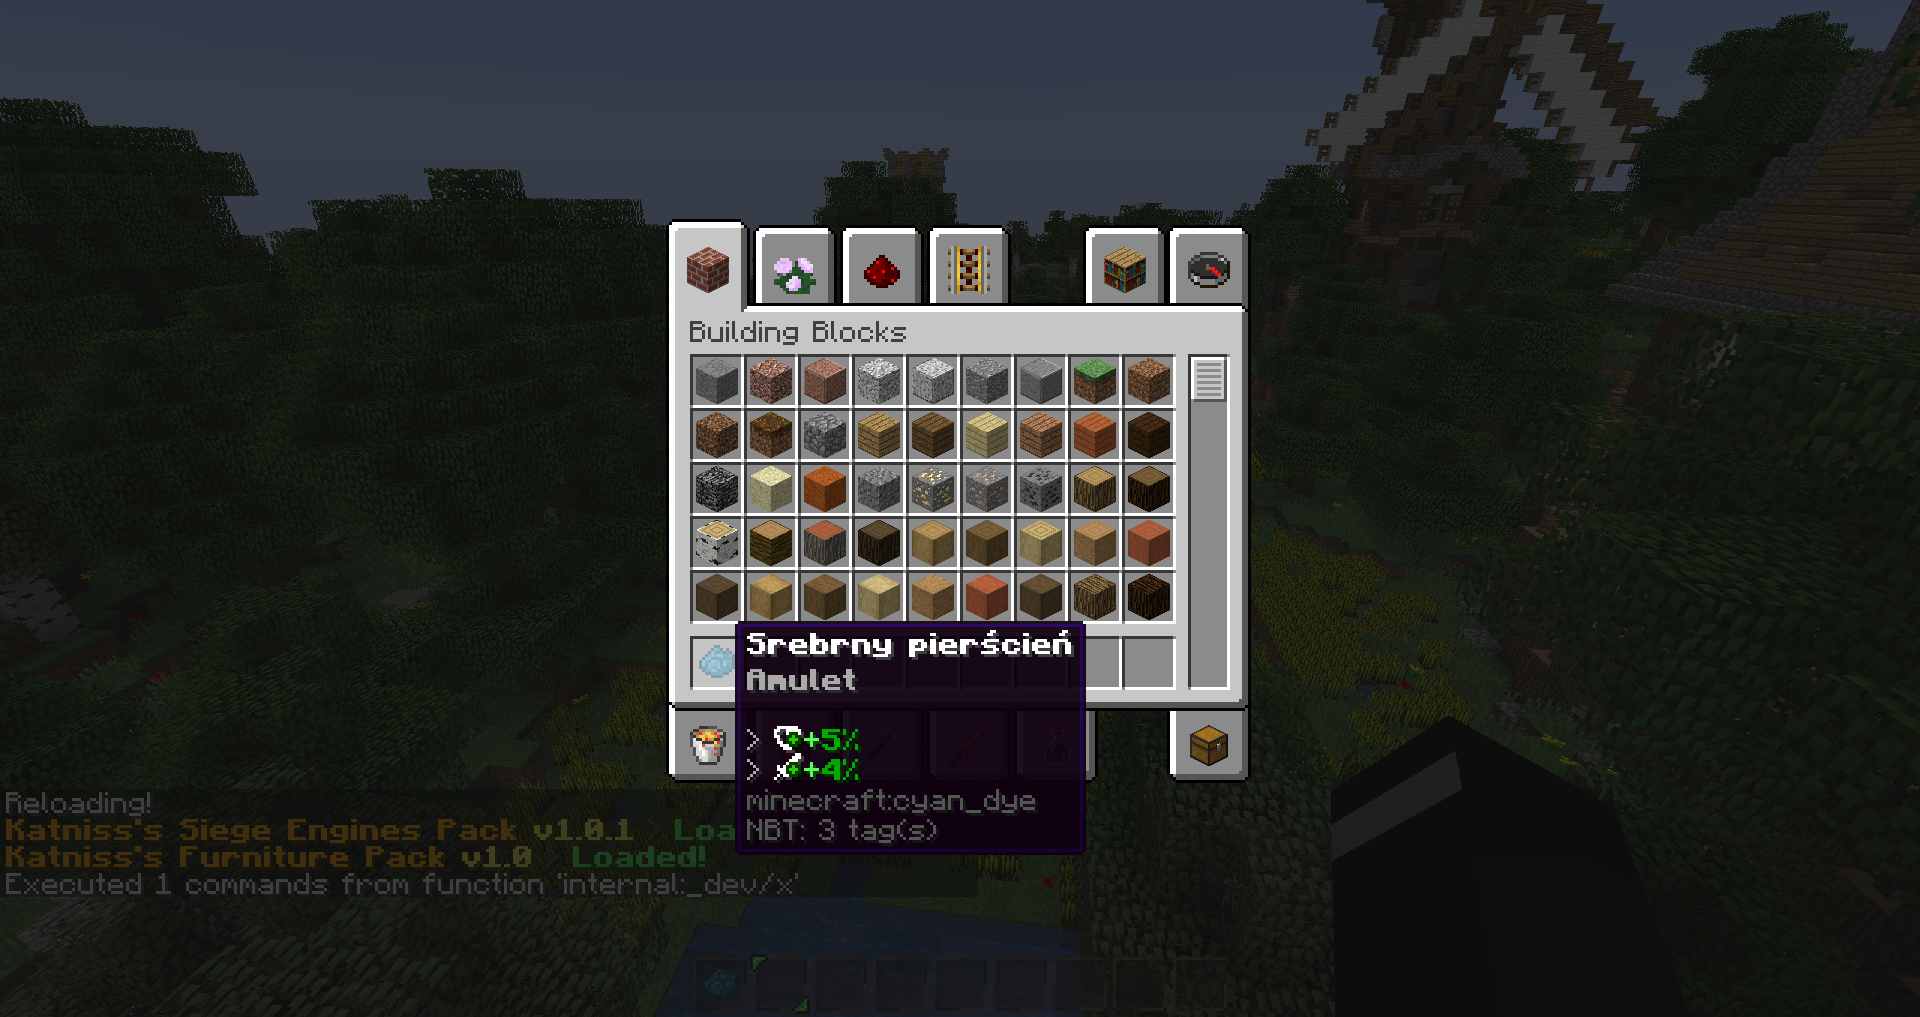 Building Blocks
Srebrny pierścień
Amulet
> +5%
> +4%
minecraft:cyan_dye
NBT: 3 tag(s)
Reloading!
Katniss's Siege Engines Pack v1.0.1 Loa
Katniss's Furniture Pack v1.0 Loaded!
Executed 1 commands from function 'internal:_dev/x'